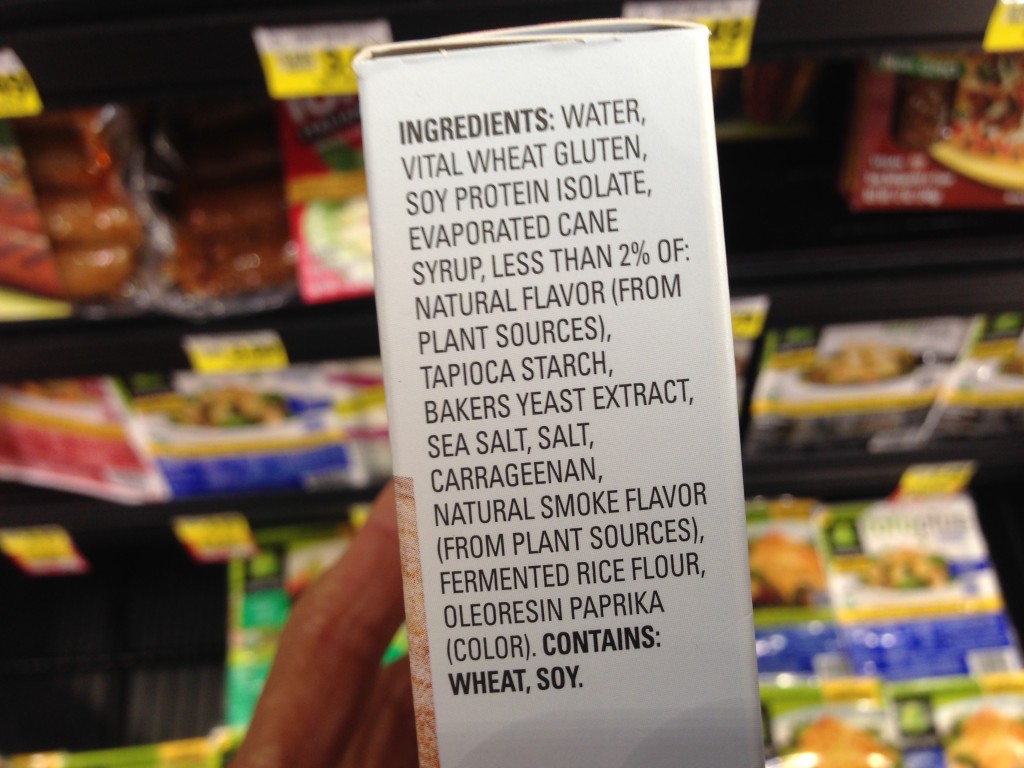 INGREDIENTS: WATER,
VITAL WHEAT GLUTEN,
SOY PROTEIN ISOLATE,
EVAPORATED CANE
SYRUP, LESS THAN 2% OF:
NATURAL FLAVOR (FROM
PLANT SOURCES),
TAPIOCA STARCH,
BAKERS YEAST EXTRACT,
SEA SALT, SALT,
CARRAGEENAN,
NATURAL SMOKE FLAVOR
(FROM PLANT SOURCES),
FERMENTED RICE FLOUR,
OLEORESIN PAPRIKA
(COLOR). CONTAINS:
WHEAT, SOY.